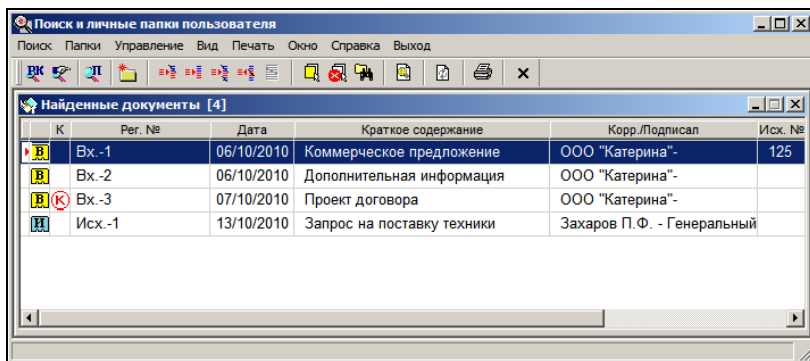 Поиск и личные папки пользователя
Поиск Папки Управление Вид Печать Окно Справка Выход
РК П
Найденные документы [4]
К Рег. № Дата Краткое содержание Корр./Подписал Исх. №
В Вх.-1 06/10/2010 Коммерческое предложение ООО "Катерина"- 125
В Вх.-2 06/10/2010 Дополнительная информация ООО "Катерина"-
В К Вх.-3 07/10/2010 Проект договора ООО "Катерина"-
И Исх.-1 13/10/2010 Запрос на поставку техники Захаров П.Ф. - Генеральный